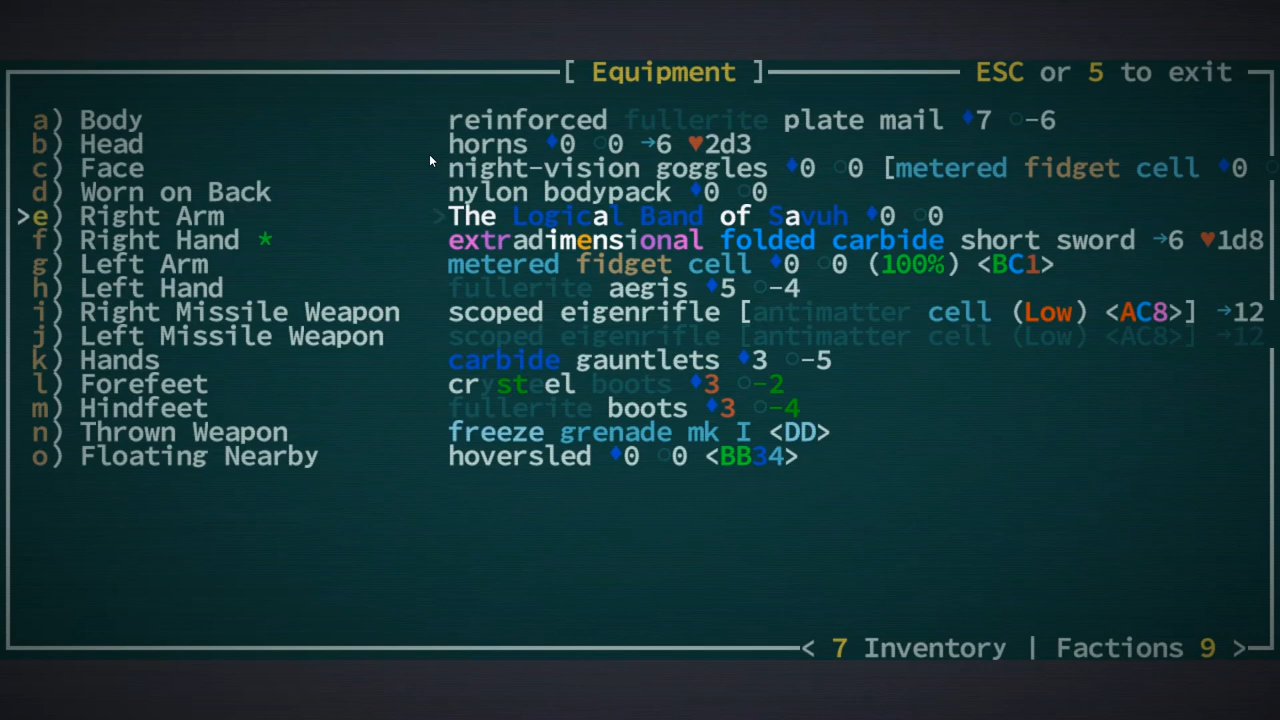 [ Equipment ] ESC or 5 to exit
a) Body reinforced fullerite plate mail ♦7 ○-6
b) Head horns ♦0 ○0 →6 ♥2d3
c) Face night-vision goggles ♦0 ○0 [metered fidget cell ♦0 ○
d) Worn on Back nylon bodypack ♦0 ○0
>e) Right Arm >The Logical Band of Savuh ♦0 ○0
f) Right Hand * extradimensional folded carbide short sword →6 ♥1d8
g) Left Arm metered fidget cell ♦0 ○0 (100%) <BC1>
h) Left Hand fullerite aegis ♦5 ○-4
i) Right Missile Weapon scoped eigenrifle [antimatter cell (Low) <AC8>] →12
j) Left Missile Weapon scoped eigenrifle [antimatter cell (Low) <AC8>] →12
k) Hands carbide gauntlets ♦3 ○-5
l) Forefeet crysteel boots ♦3 ○-2
m) Hindfeet fullerite boots ♦3 ○-4
n) Thrown Weapon freeze grenade mk I <DD>
o) Floating Nearby hoversled ♦0 ○0 <BB34>
< 7 Inventory | Factions 9 >